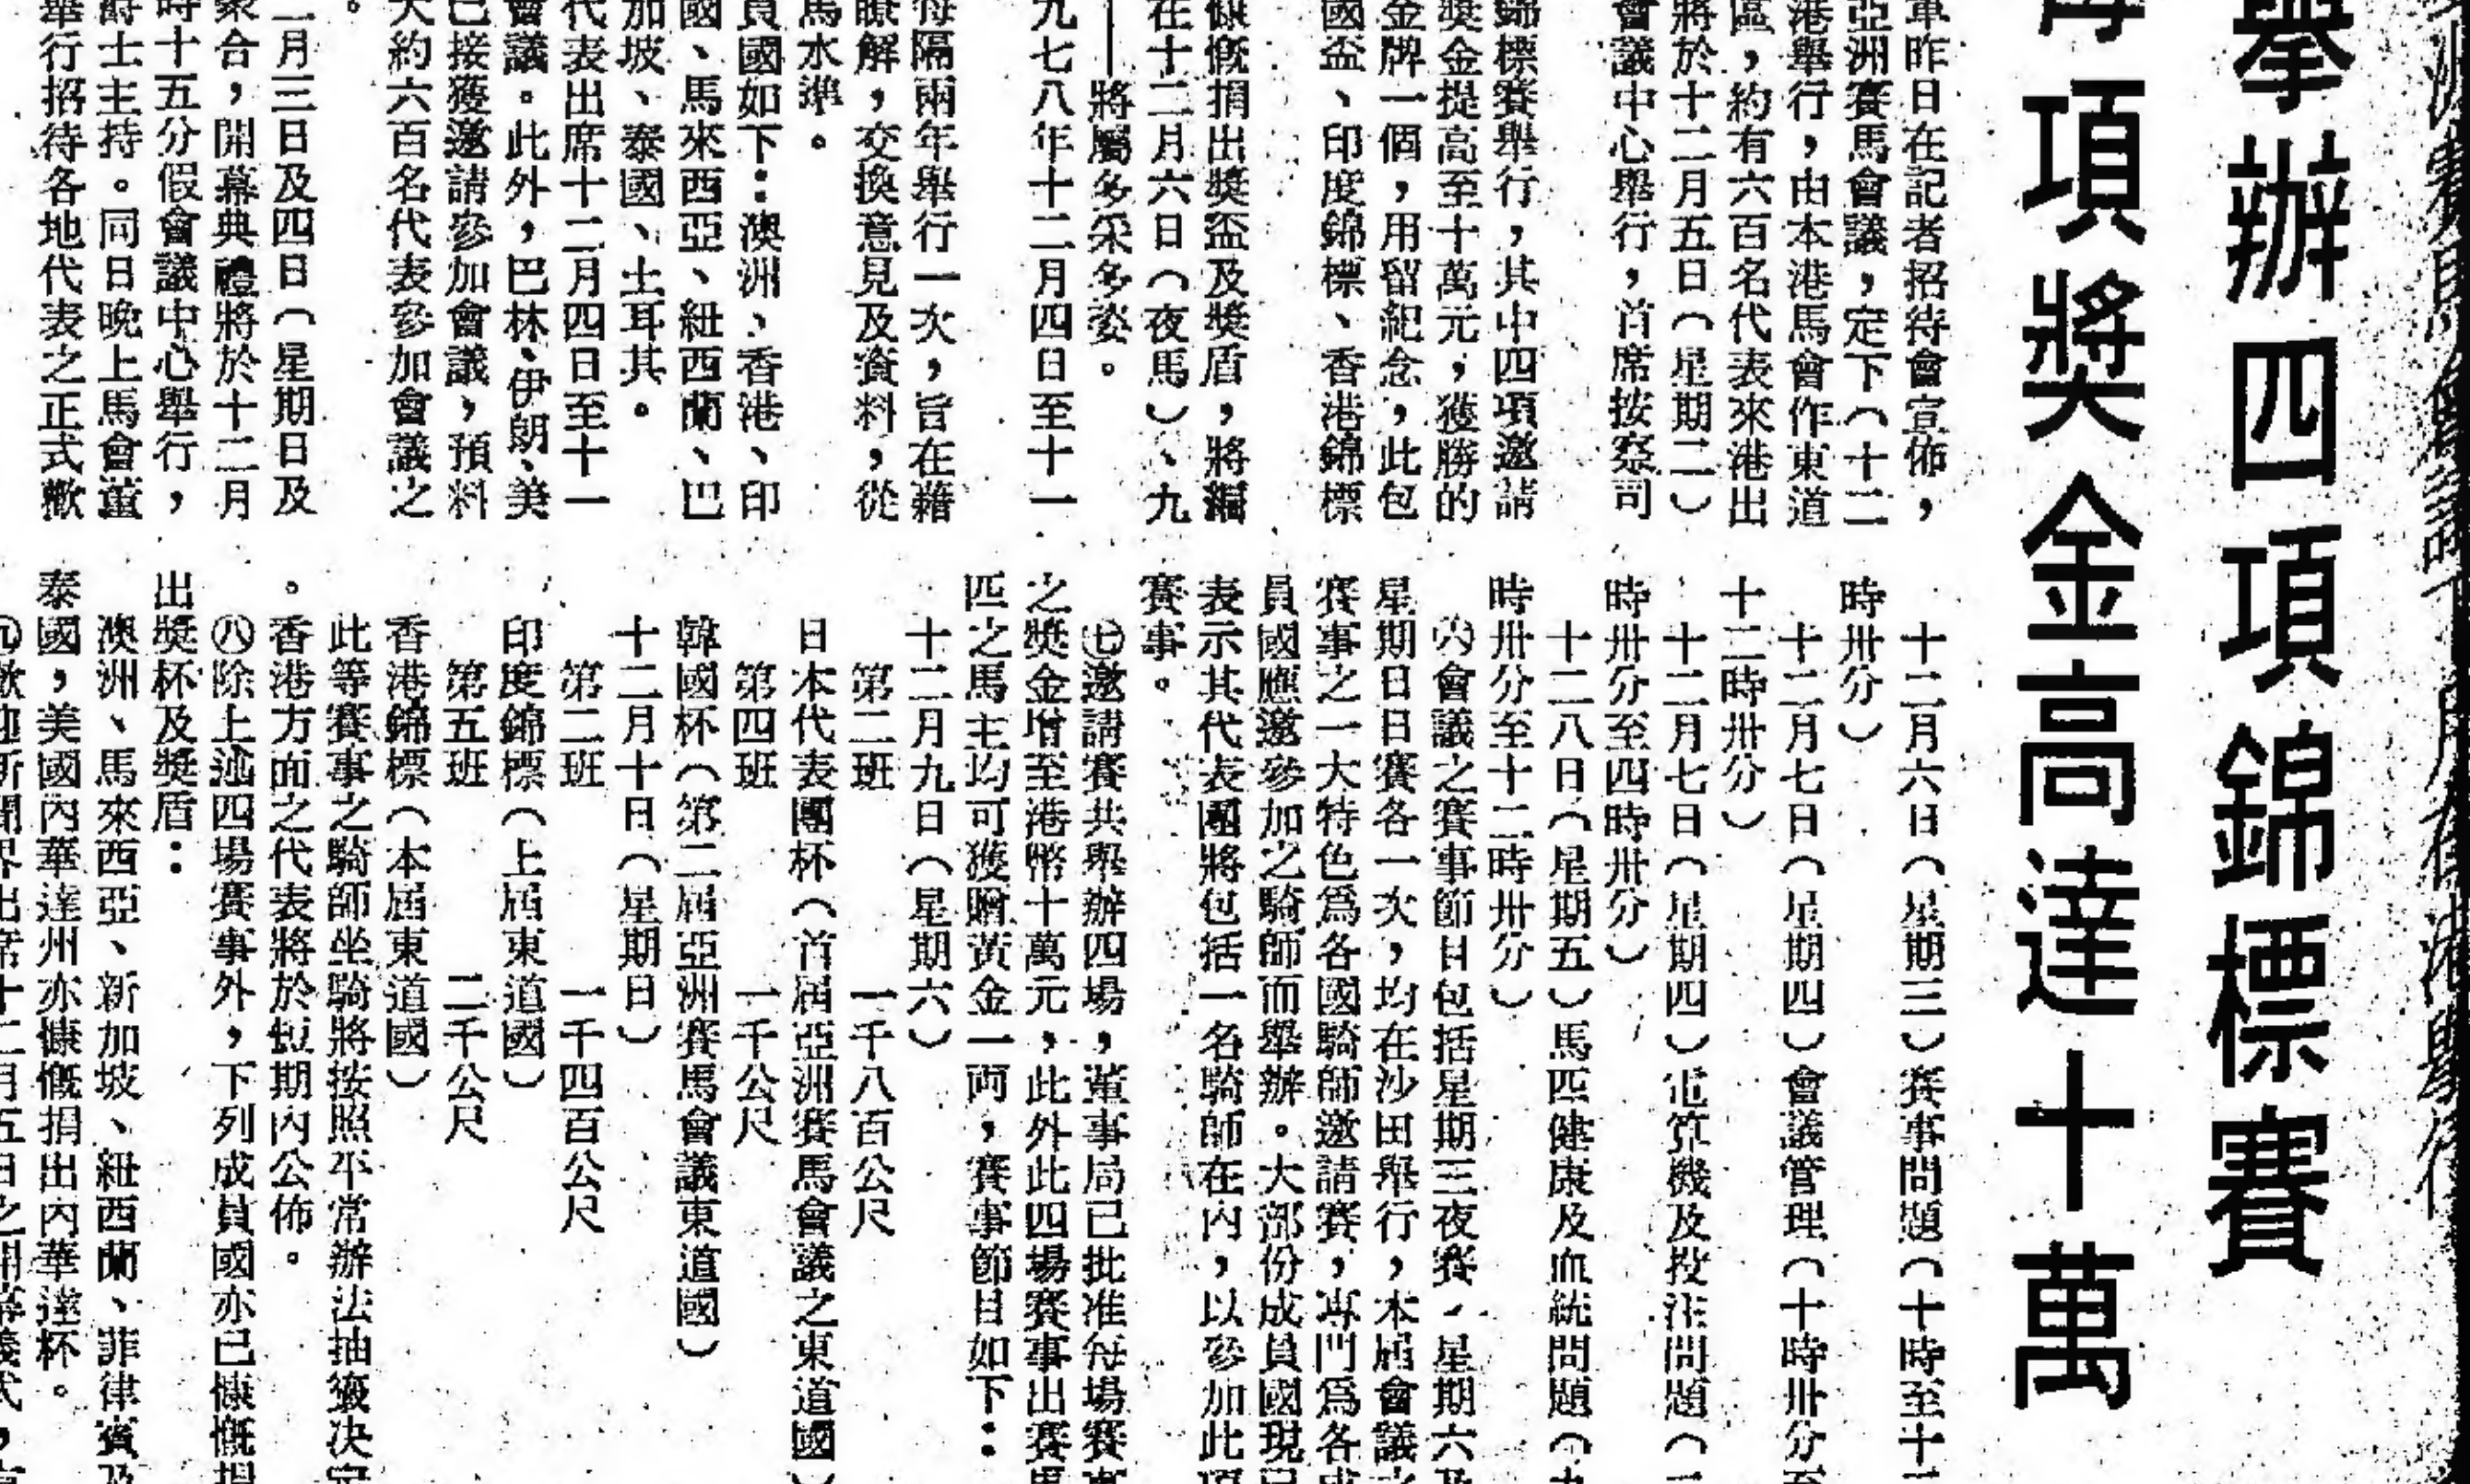 舉辦四項錦標賽
每項獎金高達十萬
軍昨日在記者招待會宣佈，
亞洲賽馬會議，定下（十二
港舉行，由本港馬會作東道
區，約有六百名代表來港出
將於十二月五日（星期二）
會議中心舉行，首席按察司
錦標賽舉行，其中四項邀請
獎金提高至十萬元，獲勝的
金牌一個，用留紀念，此包
國盃、印度錦標、香港錦標
慷慨捐出獎盃及獎盾，將編
在十二月六日（夜馬）、九
——將屬多采多姿。
九七八年十二月四日至十一
每隔兩年舉行一次，旨在藉
瞭解，交換意見及資料，從
馬水準。
員國如下：澳洲、香港、印
國、馬來西亞、紐西蘭、巴
加坡、泰國、土耳其。
代表出席十二月四日至十一
會議。此外，巴林、伊朗、美
已接獲邀請參加會議，預料
大約六百名代表參加會議之
。
二月三日及四日（星期日及
聚合，開幕典禮將於十二月
時十五分假會議中心舉行，
爵士主持。同日晚上馬會董
舉行招待各地代表之正式歡
十二月六日（星期三）賽事問題（十時至十二
時卅分）
十二月七日（星期四）會議管理（十時卅分至
十二時卅分）
十二月七日（星期四）電算機及投注問題（二
時卅分至四時卅分）
十二八日（星期五）馬匹健康及血統問題（九
時卅分至十二時卅分）
㈥會議之賽事節目包括星期三夜賽，星期六及
星期日日賽各一次，均在沙田舉行，本屆會議之
賽事之一大特色爲各國騎師邀請賽，專門爲各成
員國應邀參加之騎師而舉辦。大部份成員國現已
表示其代表團將包括一名騎師在內，以參加此項
賽事。
㈦邀請賽共舉辦四場，董事局已批准每場賽事
之獎金增至港幣十萬元，此外此四場賽事出賽馬
匹之馬主均可獲贈黃金一両，賽事節目如下：
十二月九日（星期六）
第二班　一千八百公尺
日本代表團杯（首屆亞洲賽馬會議之東道國）
第四班　一千公尺
韓國杯（第二屆亞洲賽馬會議東道國）
十二月十日（星期日）
第二班　一千四百公尺
印度錦標（上屆東道國）
第五班　二千公尺
香港錦標（本屆東道國）
此等賽事之騎師坐騎將按照平常辦法抽籤決定
。香港方面之代表將於短期內公佈。
㈧除上述四場賽事外，下列成員國亦已慷慨捐
出獎杯及獎盾：
澳洲、馬來西亞、新加坡、紐西蘭、菲律賓及
泰國，美國內華達州亦慷慨捐出內華達杯。